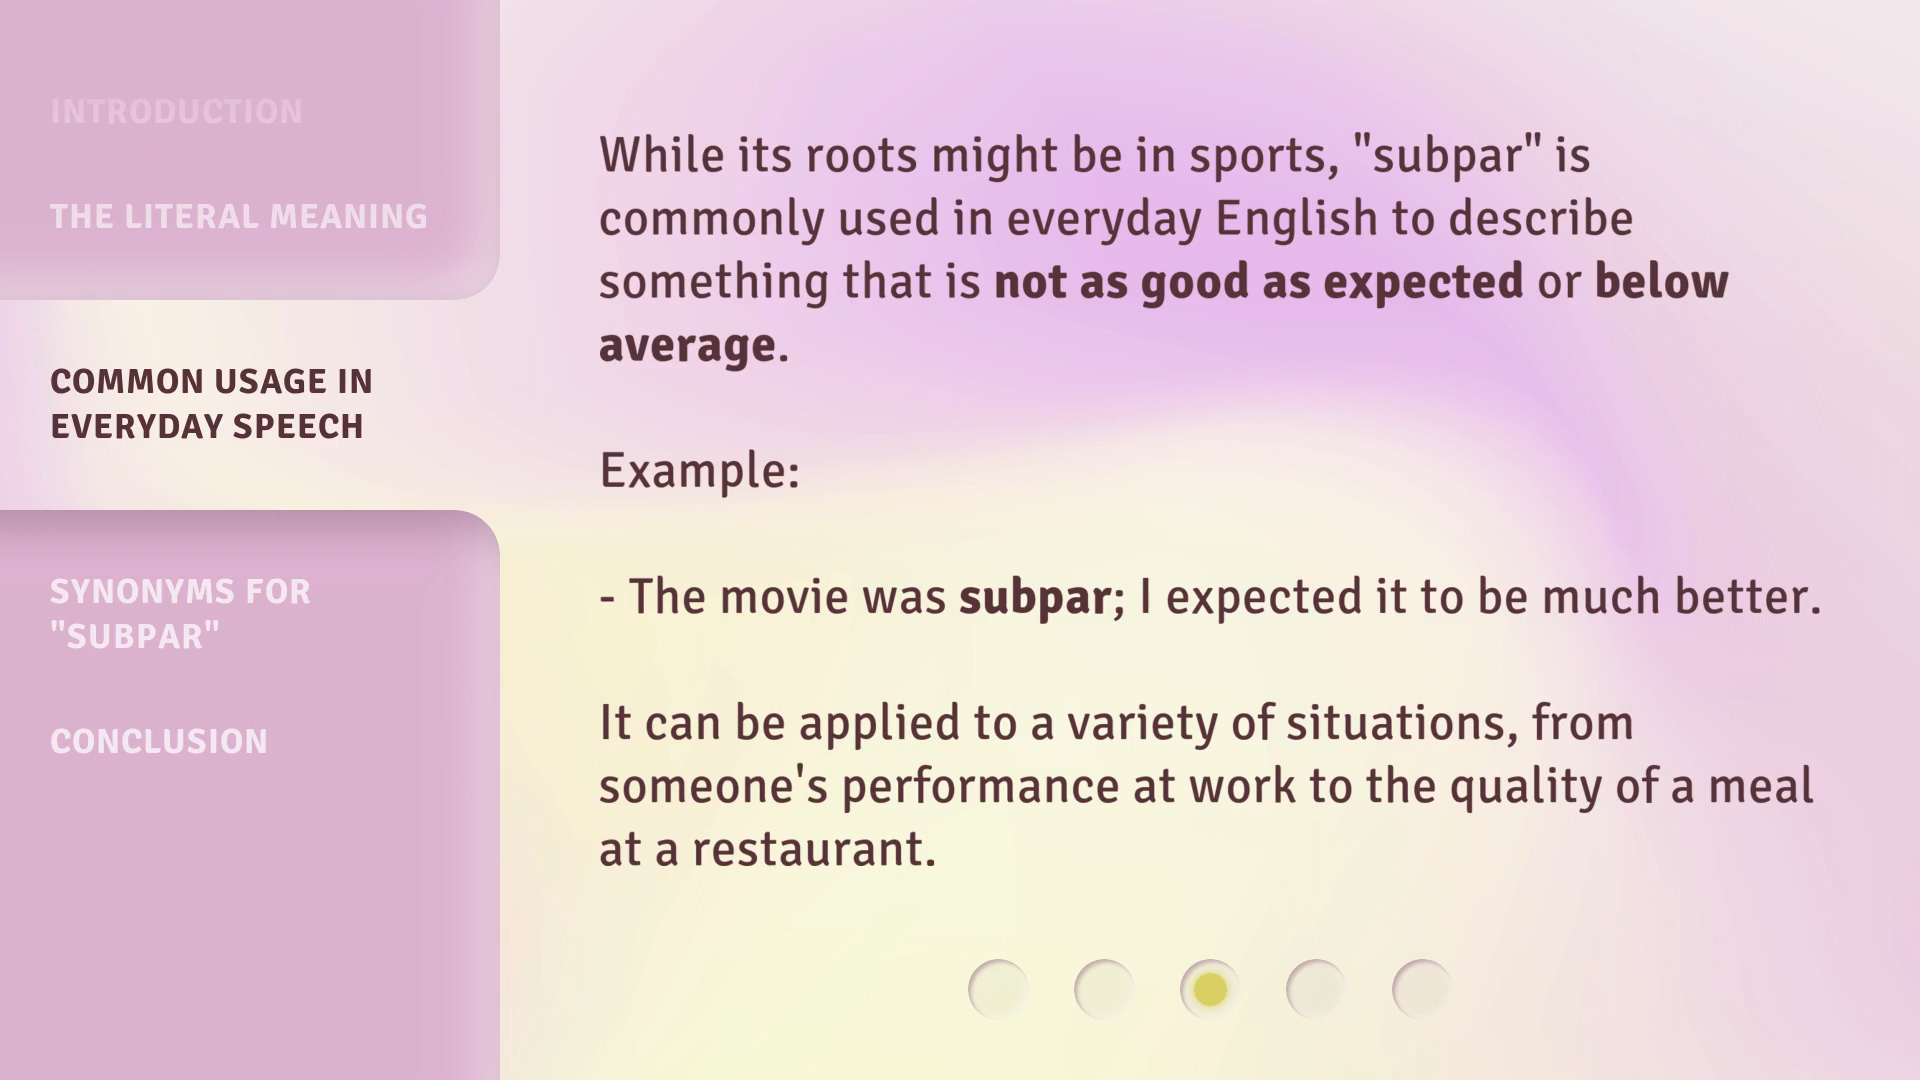 INTRODUCTION
THE LITERAL MEANING
COMMON USAGE IN
EVERYDAY SPEECH
SYNONYMS FOR
"SUBPAR"
CONCLUSION
While its roots might be in sports, "subpar" is
commonly used in everyday English to describe
something that is not as good as expected or below
average.
Example:
- The movie was subpar; I expected it to be much better.
It can be applied to a variety of situations, from
someone's performance at work to the quality of a meal
at a restaurant.